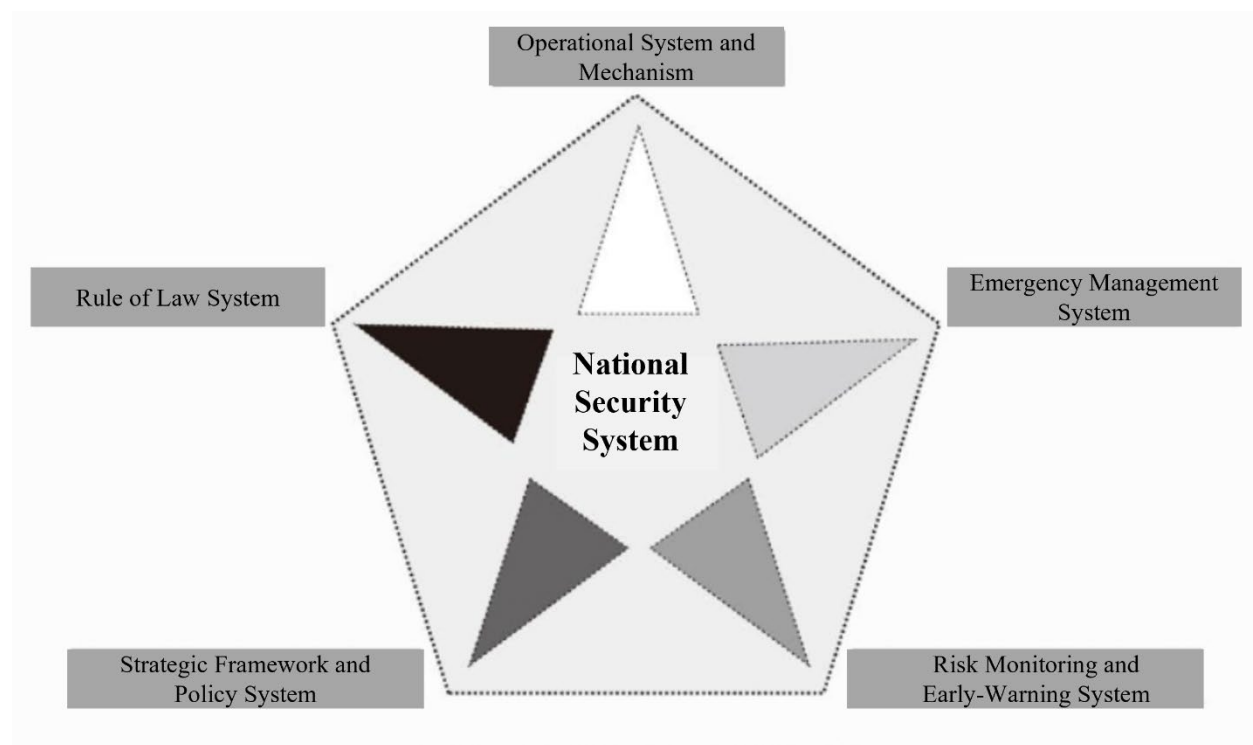 Operational System and
Mechanism
Rule of Law System
Emergency Management
System
National
Security
System
Strategic Framework and
Policy System
Risk Monitoring and
Early-Warning System